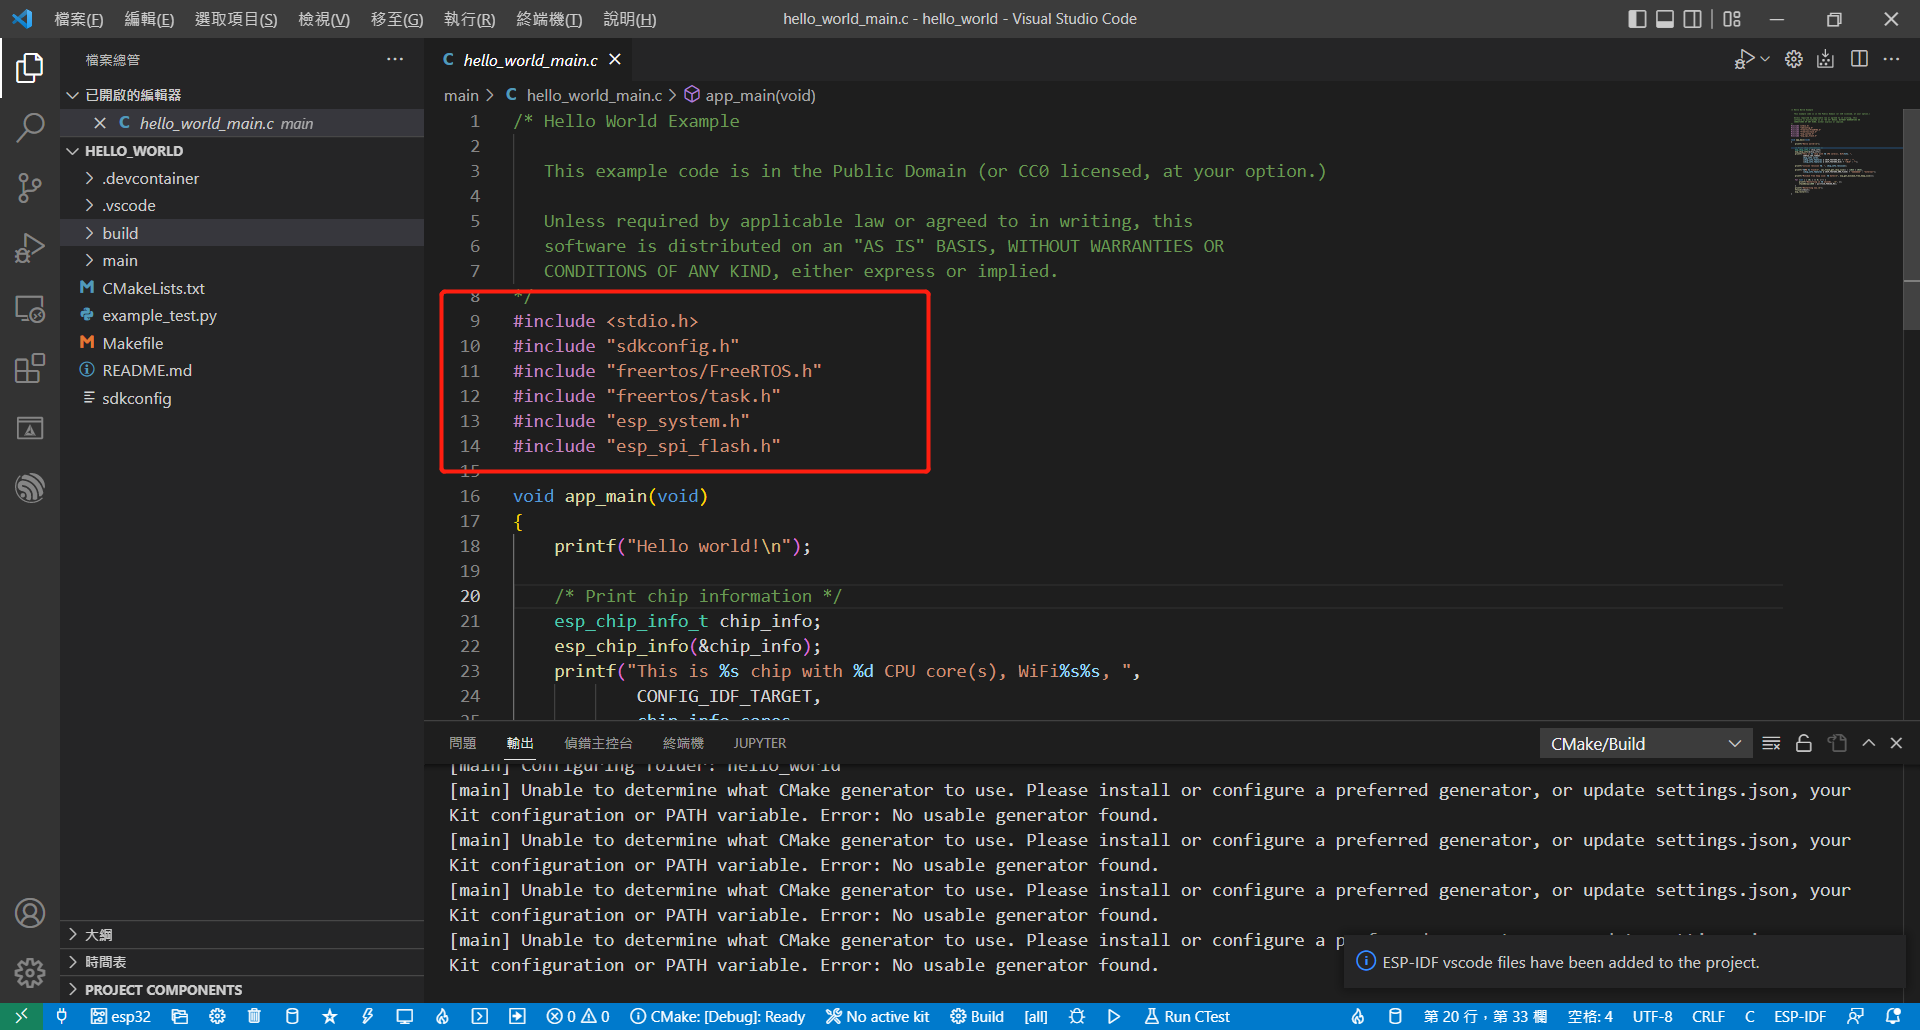 檔案(F) 編輯(E) 選取項目(S) 檢視(V) 移至(G) 執行(R) 終端機(T) 說明(H)
hello_world_main.c - hello_world - Visual Studio Code
檔案總管
已開啟的編輯器
C hello_world_main.c main
HELLO_WORLD
.devcontainer
.vscode
build
main
CMakeLists.txt
example_test.py
Makefile
README.md
sdkconfig
大綱
時間表
PROJECT COMPONENTS
C hello_world_main.c
main > C hello_world_main.c > app_main(void)
1 /* Hello World Example
2
3 This example code is in the Public Domain (or CC0 licensed, at your option.)
4
5 Unless required by applicable law or agreed to in writing, this
6 software is distributed on an "AS IS" BASIS, WITHOUT WARRANTIES OR
7 CONDITIONS OF ANY KIND, either express or implied.
8 */
9 #include <stdio.h>
10 #include "sdkconfig.h"
11 #include "freertos/FreeRTOS.h"
12 #include "freertos/task.h"
13 #include "esp_system.h"
14 #include "esp_spi_flash.h"
15
16 void app_main(void)
17 {
18 printf("Hello world!\n");
19
20 /* Print chip information */
21 esp_chip_info_t chip_info;
22 esp_chip_info(&chip_info);
23 printf("This is %s chip with %d CPU core(s), WiFi%s%s, ",
24 CONFIG_IDF_TARGET,
25 chip_info.cores,
問題 輸出 偵錯主控台 終端機 JUPYTER
CMake/Build
[main] Configuring folder: hello_world
[main] Unable to determine what CMake generator to use. Please install or configure a preferred generator, or update settings.json, your
Kit configuration or PATH variable. Error: No usable generator found.
[main] Unable to determine what CMake generator to use. Please install or configure a preferred generator, or update settings.json, your
Kit configuration or PATH variable. Error: No usable generator found.
[main] Unable to determine what CMake generator to use. Please install or configure a preferred generator, or update settings.json, your
Kit configuration or PATH variable. Error: No usable generator found.
[main] Unable to determine what CMake generator to use. Please install or configure a p
Kit configuration or PATH variable. Error: No usable generator found.
ESP-IDF vscode files have been added to the project.
esp32 0 0 CMake: [Debug]: Ready No active kit Build [all] Run CTest 第 20 行，第 33 欄 空格: 4 UTF-8 CRLF C ESP-IDF